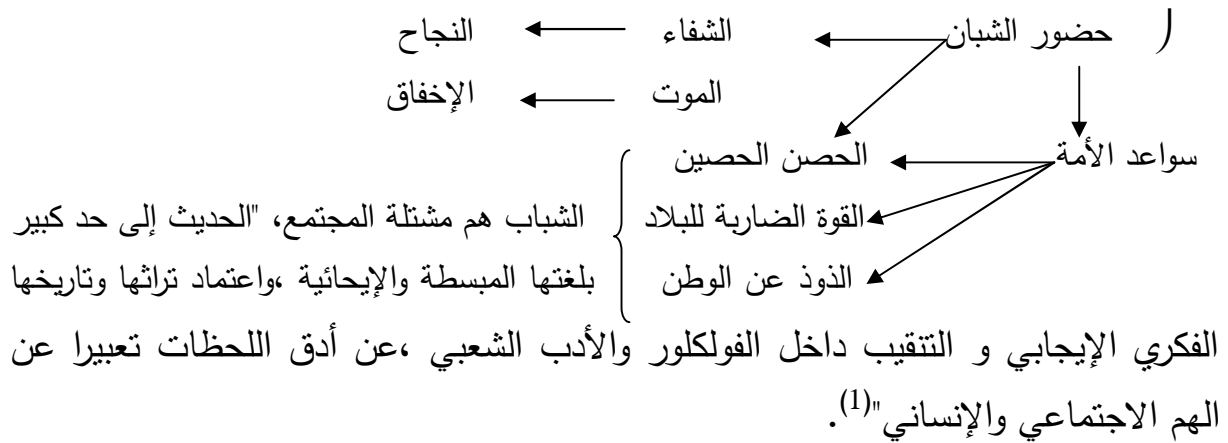 حضور الشبان الشفاء النجاح
الموت الإخفاق
سواعد الأمة الحصن الحصين
القوة الضاربة للبلاد الشباب هم مشتلة المجتمع، "الحديث إلى حد كبير
الذوذ عن الوطن بلغتها المبسطة والإيحائية ،واعتماد تراثها وتاريخها
الفكري الإيجابي و التنقيب داخل الفولكلور والأدب الشعبي ،عن أدق اللحظات تعبيرا عن
الهم الاجتماعي والإنساني"(1).